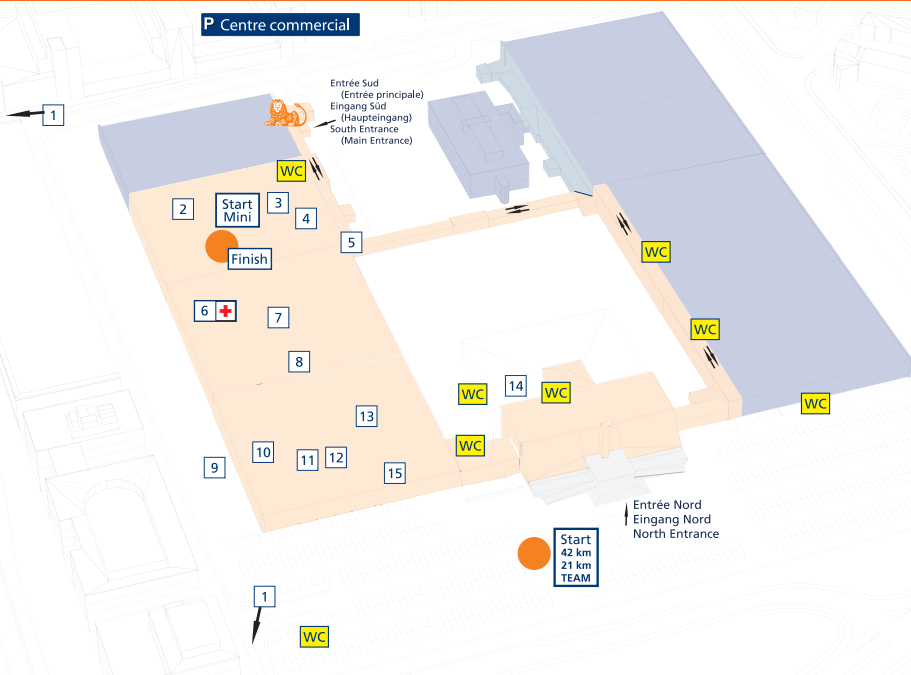 P Centre commercial
Entrée Sud
(Entrée principale)
Eingang Süd
(Haupteingang)
South Entrance
(Main Entrance)
1
WC
2
Start
Mini
3
4
5
Finish
WC
6
7
WC
8
WC
14
WC
WC
13
WC
9
10
11
12
15
Entrée Nord
Eingang Nord
North Entrance
Start
42 km
21 km
TEAM
1
WC